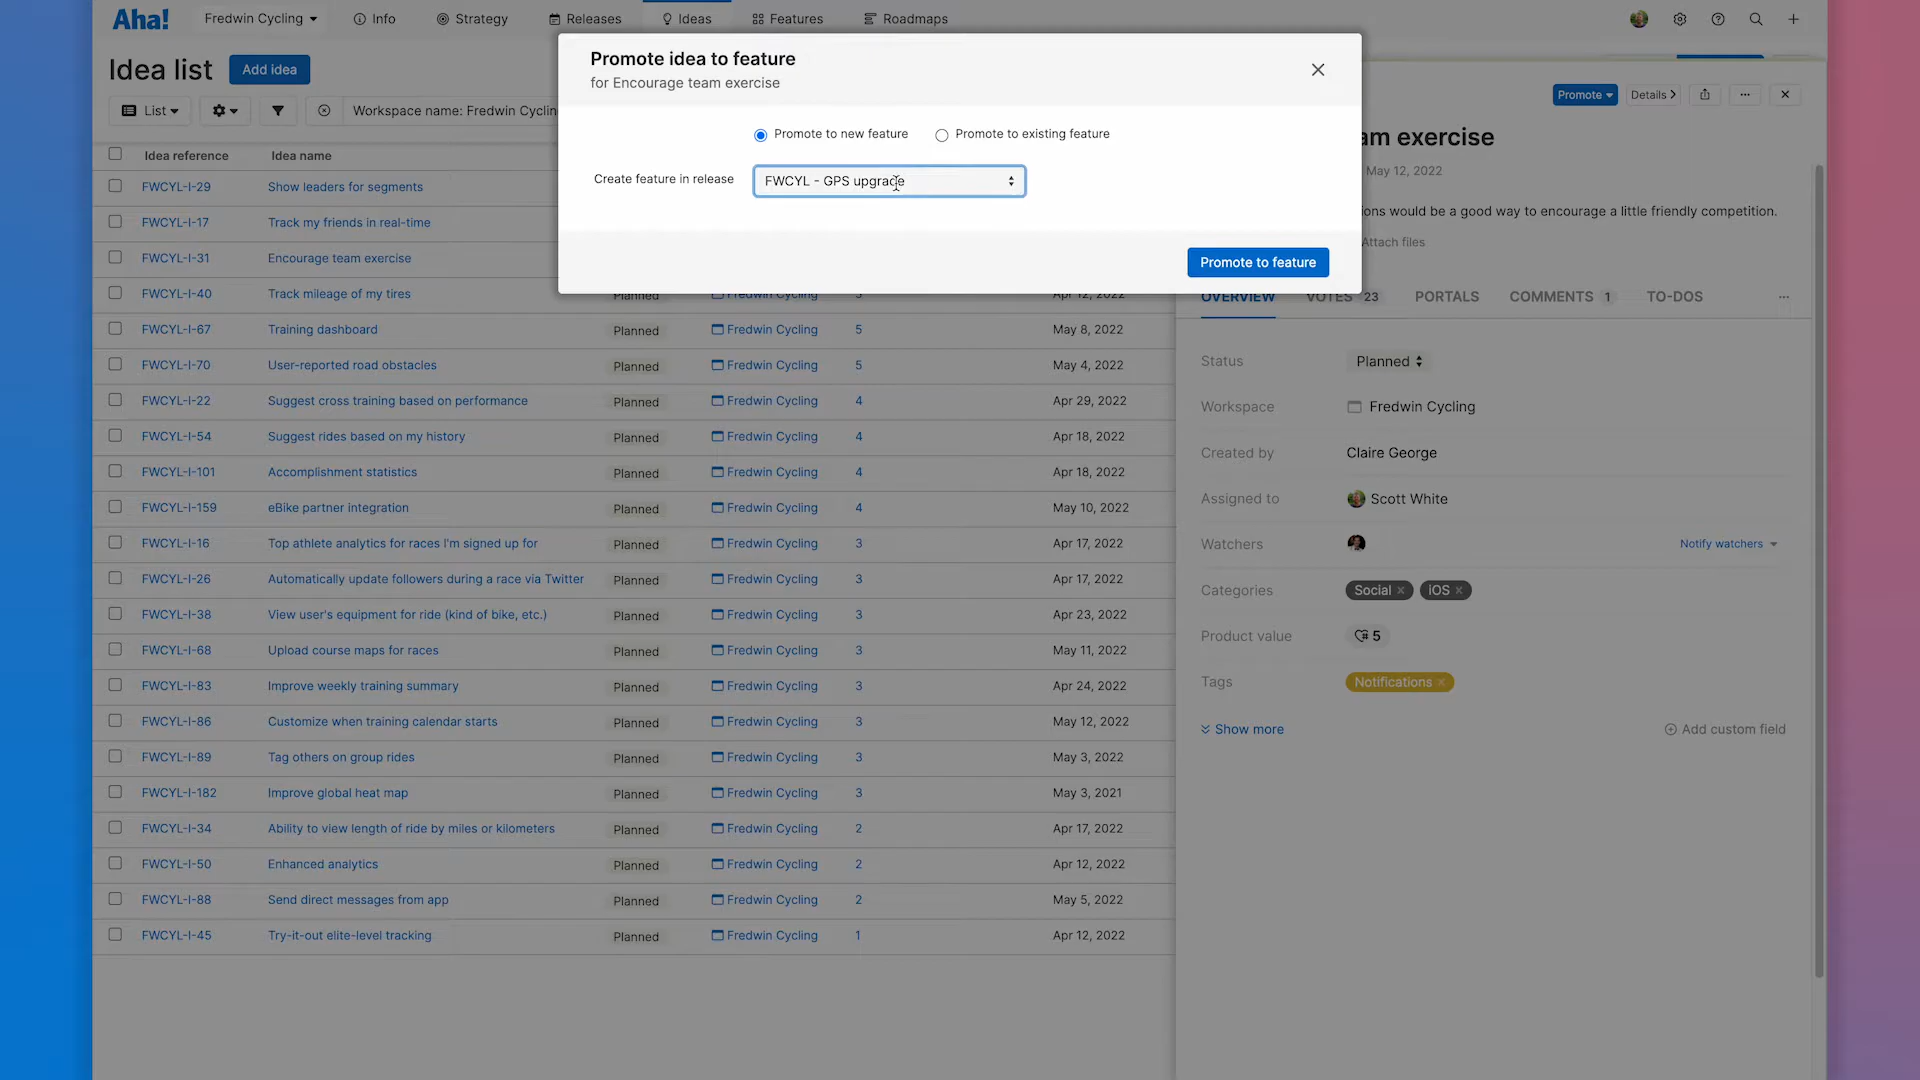 Aha!
Fredwin Cycling
Info
Strategy
Releases
Ideas
Features
Roadmaps
Idea list
Add idea
List
Workspace name: Fredwin Cyclin
Promote idea to feature
for Encourage team exercise
Promote to new feature
Promote to existing feature
Create feature in release
FWCYL - GPS upgrade
Promote to feature
Idea reference Idea name
FWCYL-I-29 Show leaders for segments
FWCYL-I-17 Track my friends in real-time
FWCYL-I-31 Encourage team exercise
FWCYL-I-40 Track mileage of my tires Planned Fredwin Cycling 5 Apr 12, 2022
FWCYL-I-67 Training dashboard Planned Fredwin Cycling 5 May 8, 2022
FWCYL-I-70 User-reported road obstacles Planned Fredwin Cycling 5 May 4, 2022
FWCYL-I-22 Suggest cross training based on performance Planned Fredwin Cycling 4 Apr 29, 2022
FWCYL-I-54 Suggest rides based on my history Planned Fredwin Cycling 4 Apr 18, 2022
FWCYL-I-101 Accomplishment statistics Planned Fredwin Cycling 4 Apr 18, 2022
FWCYL-I-159 eBike partner integration Planned Fredwin Cycling 4 May 10, 2022
FWCYL-I-16 Top athlete analytics for races I'm signed up for Planned Fredwin Cycling 3 Apr 17, 2022
FWCYL-I-26 Automatically update followers during a race via Twitter Planned Fredwin Cycling 3 Apr 17, 2022
FWCYL-I-38 View user's equipment for ride (kind of bike, etc.) Planned Fredwin Cycling 3 Apr 23, 2022
FWCYL-I-68 Upload course maps for races Planned Fredwin Cycling 3 May 11, 2022
FWCYL-I-83 Improve weekly training summary Planned Fredwin Cycling 3 Apr 24, 2022
FWCYL-I-86 Customize when training calendar starts Planned Fredwin Cycling 3 May 12, 2022
FWCYL-I-89 Tag others on group rides Planned Fredwin Cycling 3 May 3, 2022
FWCYL-I-182 Improve global heat map Planned Fredwin Cycling 3 May 3, 2021
FWCYL-I-34 Ability to view length of ride by miles or kilometers Planned Fredwin Cycling 2 Apr 17, 2022
FWCYL-I-50 Enhanced analytics Planned Fredwin Cycling 2 Apr 12, 2022
FWCYL-I-88 Send direct messages from app Planned Fredwin Cycling 2 May 5, 2022
FWCYL-I-45 Try-it-out elite-level tracking Planned Fredwin Cycling 1 Apr 12, 2022
Promote
Details
am exercise
May 12, 2022
ions would be a good way to encourage a little friendly competition.
Attach files
OVERVIEW VOTES 23 PORTALS COMMENTS 1 TO-DOS
Status Planned
Workspace Fredwin Cycling
Created by Claire George
Assigned to Scott White
Watchers Notify watchers
Categories Social iOS
Product value 5
Tags Notifications
Show more Add custom field